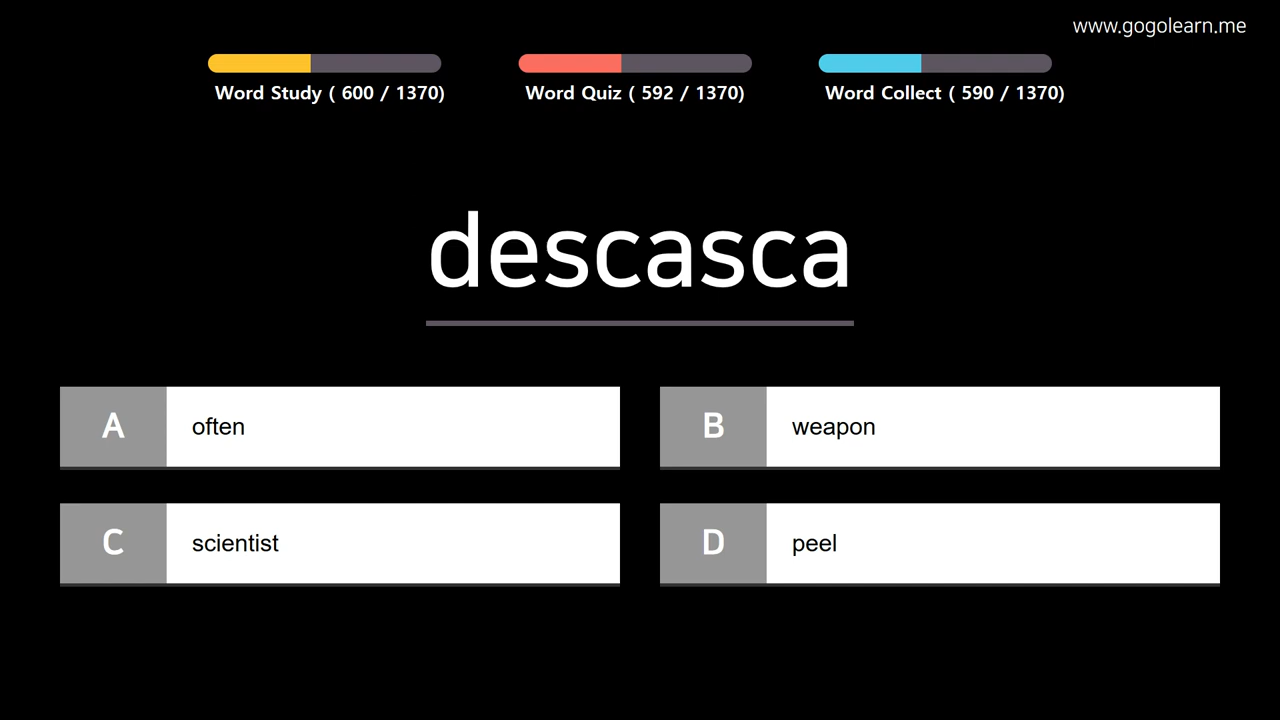 www.gogolearn.me
Word Study ( 600 / 1370)
Word Quiz ( 592 / 1370)
Word Collect ( 590 / 1370)
descasca
A often
B weapon
C scientist
D peel